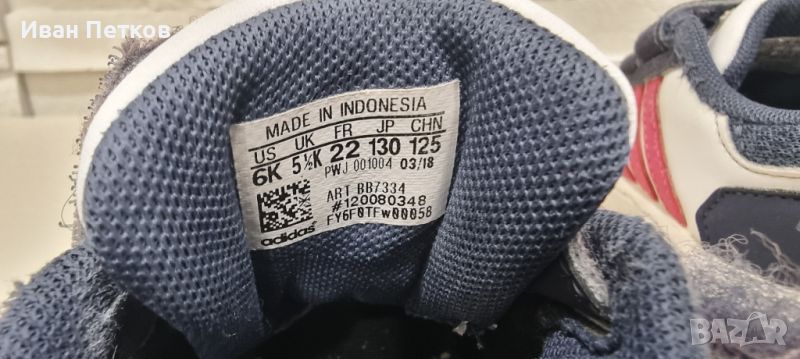 Иван Петков
MADE IN INDONESIA
US UK FR JP CHN
6K 5½K 22 130 125
PWJ 001004 03/18
ART BB7334
#120080348
FY6F0TFW00058
adidas
BAZAR